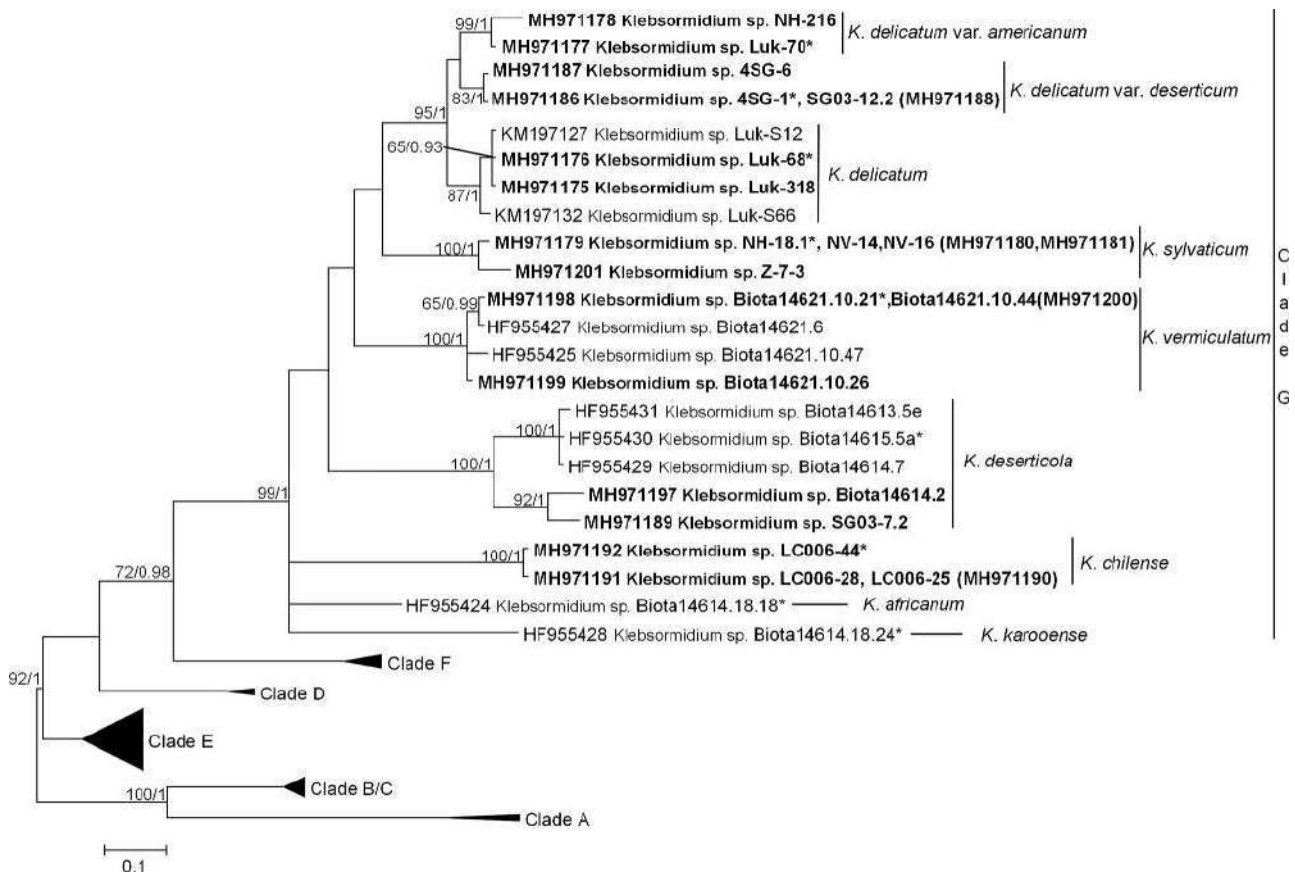 99/1
MH971178 Klebsormidium sp. NH-216
MH971177 Klebsormidium sp. Luk-70*
K. delicatum var. americanum
MH971187 Klebsormidium sp. 4SG-6
83/1
MH971186 Klebsormidium sp. 4SG-1*, SG03-12.2 (MH971188)
K. delicatum var. deserticum
95/1
KM197127 Klebsormidium sp. Luk-S12
65/0.93
MH971176 Klebsormidium sp. Luk-68*
MH971175 Klebsormidium sp. Luk-318
87/1
KM197132 Klebsormidium sp. Luk-S66
K. delicatum
100/1
MH971179 Klebsormidium sp. NH-18.1*, NV-14,NV-16 (MH971180,MH971181)
MH971201 Klebsormidium sp. Z-7-3
K. sylvaticum
65/0.99
MH971198 Klebsormidium sp. Biota14621.10.21*,Biota14621.10.44(MH971200)
HF955427 Klebsormidium sp. Biota14621.6
100/1
HF955425 Klebsormidium sp. Biota14621.10.47
MH971199 Klebsormidium sp. Biota14621.10.26
K. vermiculatum
HF955431 Klebsormidium sp. Biota14613.5e
100/1
HF955430 Klebsormidium sp. Biota14615.5a*
HF955429 Klebsormidium sp. Biota14614.7
100/1
92/1
MH971197 Klebsormidium sp. Biota14614.2
MH971189 Klebsormidium sp. SG03-7.2
K. deserticola
99/1
100/1
MH971192 Klebsormidium sp. LC006-44*
MH971191 Klebsormidium sp. LC006-28, LC006-25 (MH971190)
K. chilense
72/0.98
HF955424 Klebsormidium sp. Biota14614.18.18*
K. africanum
HF955428 Klebsormidium sp. Biota14614.18.24*
K. karooense
Clade G
Clade F
92/1
Clade D
Clade E
Clade B/C
100/1
Clade A
0.1